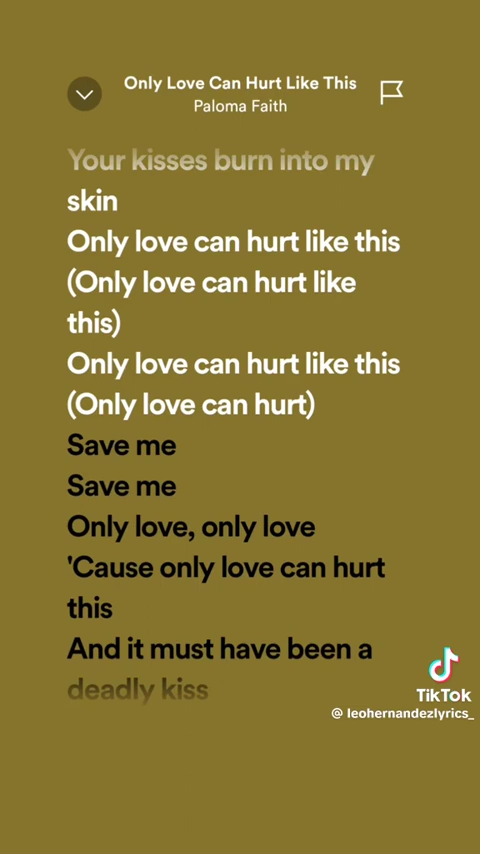 Only Love Can Hurt Like This
Paloma Faith
Your kisses burn into my
skin
Only love can hurt like this
(Only love can hurt like
this)
Only love can hurt like this
(Only love can hurt)
Save me
Save me
Only love, only love
'Cause only love can hurt
this
And it must have been a
deadly kiss
TikTok
@ leohernandezlyrics_